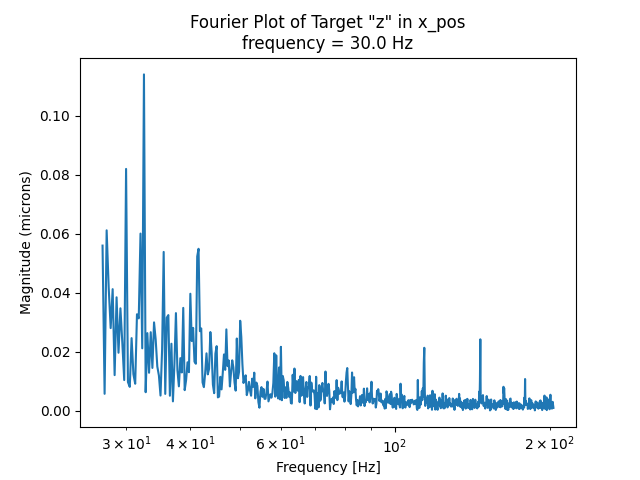 Fourier Plot of Target "z" in x_pos
frequency = 30.0 Hz
Magnitude (microns)
0.10
0.08
0.06
0.04
0.02
0.00
3 × 10¹ 4 × 10¹ 6 × 10¹ 10² 2 × 10²
Frequency [Hz]